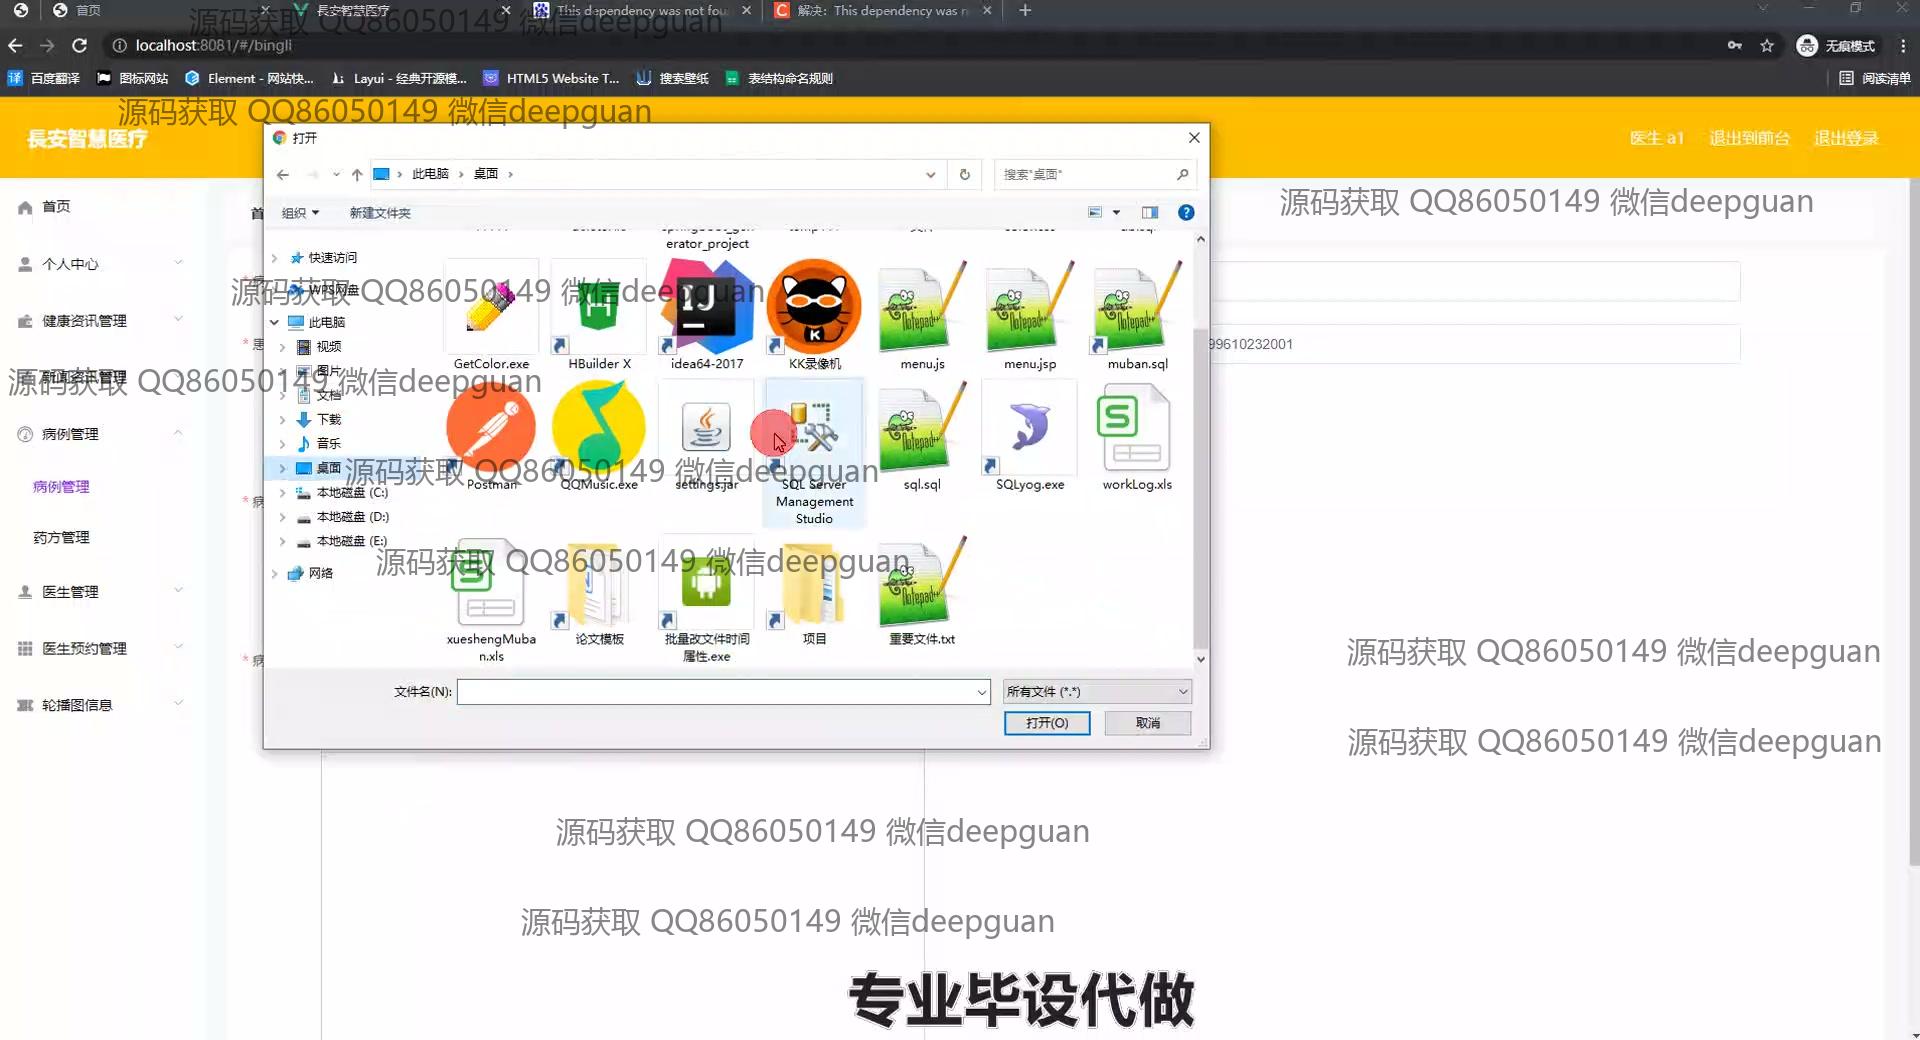 首页
長安智慧医疗
This dependency was not fou
解决：This dependency was n
源码获取 QQ86050149 微信deepguan
localhost:8081/#/bingli
无痕模式
百度翻译
图标网站
Element - 网站快...
Layui - 经典开源模...
HTML5 Website T...
搜索壁纸
表结构命名规则
阅读清单
源码获取 QQ86050149 微信deepguan
長安智慧医疗
医生 a1
退出到前台
退出登录
打开
此电脑
桌面
搜索"桌面"
组织
新建文件夹
源码获取 QQ86050149 微信deepguan
首页
个人中心
健康资讯管理
新闻资讯管理
病例管理
病例管理
药方管理
医生管理
医生预约管理
轮播图信息
快速访问
WPS网盘
此电脑
视频
图片
文档
下载
音乐
桌面
本地磁盘 (C:)
本地磁盘 (D:)
本地磁盘 (E:)
网络
erator_project
源码获取 QQ86050149 微信deepguan
GetColor.exe
HBuilder X
idea64-2017
KK录像机
menu.js
menu.jsp
muban.sql
99610232001
源码获取 QQ86050149 微信deepguan
源码获取 QQ86050149 微信deepguan
Postman
QQMusic.exe
settings.jar
SQL Server
Management
Studio
sql.sql
SQLyog.exe
workLog.xls
源码获取 QQ86050149 微信deepguan
xueshengMuba
n.xls
论文模板
批量改文件时间
属性.exe
项目
重要文件.txt
源码获取 QQ86050149 微信deepguan
文件名(N):
所有文件 (*.*)
打开(O)
取消
源码获取 QQ86050149 微信deepguan
源码获取 QQ86050149 微信deepguan
源码获取 QQ86050149 微信deepguan
专业毕设代做